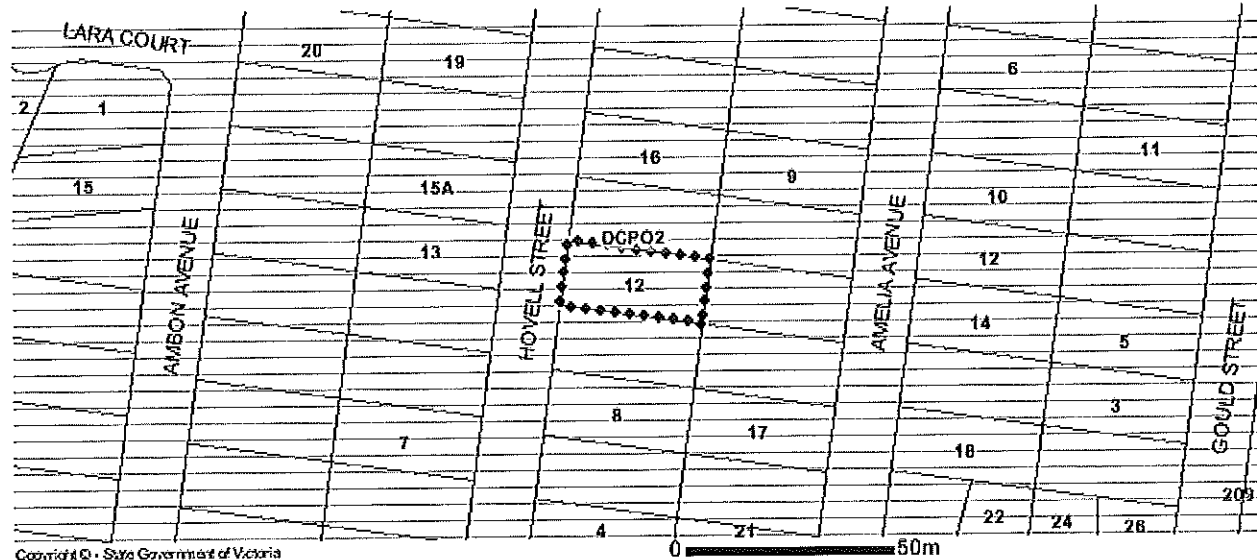 LARA COURT
20
19
6
2
1
11
16
9
15
15A
10
AMBON AVENUE
HOVELL STREET
DCPO2
AMELIA AVENUE
13
12
12
14
5
GOULD STREET
3
8
7
17
18
209
22
24
26
4
21
Copyright © - State Government of Victoria
0 50m